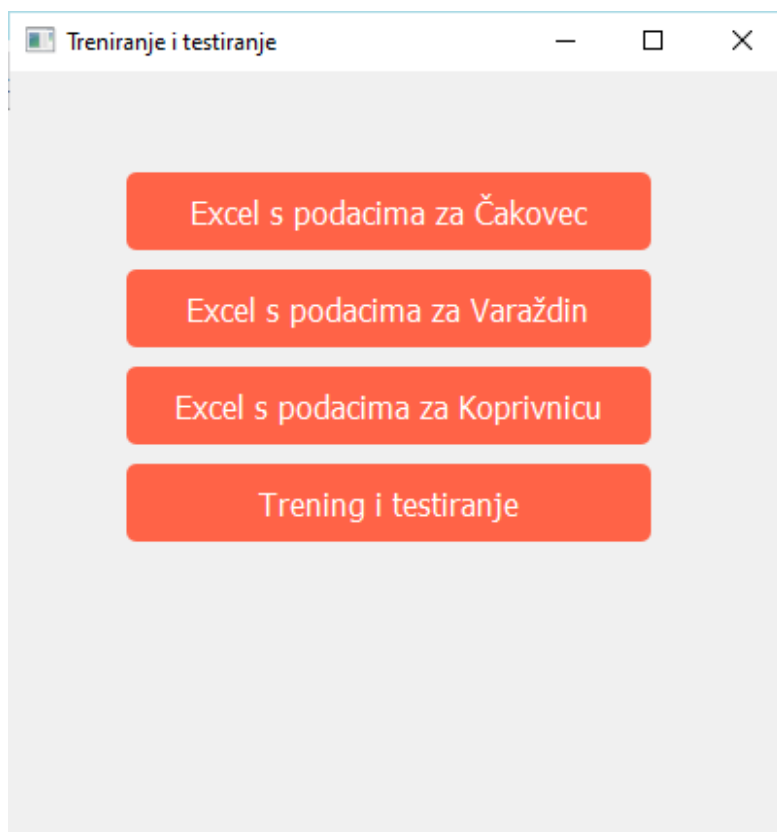 Treniranje i testiranje
Excel s podacima za Čakovec
Excel s podacima za Varaždin
Excel s podacima za Koprivnicu
Trening i testiranje